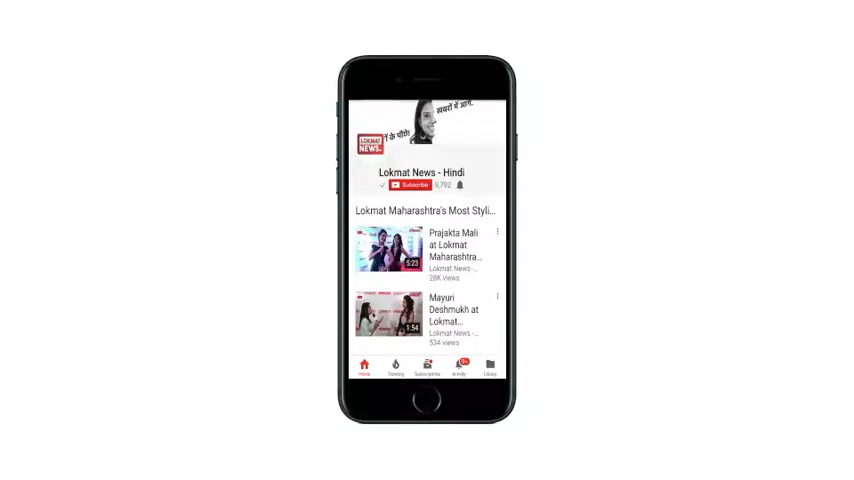 खबरों में आगे..
के पीछे!
LOKMAT
NEWS
Lokmat News - Hindi
Subscribe 9,792
Lokmat Maharashtra's Most Styli...
Prajakta Mali
at Lokmat
Maharashtra...
Lokmat News -...
28K views
5:23
Mayuri
Deshmukh at
Lokmat...
Lokmat News -...
534 views
1:54
9+
Home Trending Subscriptions Activity Library